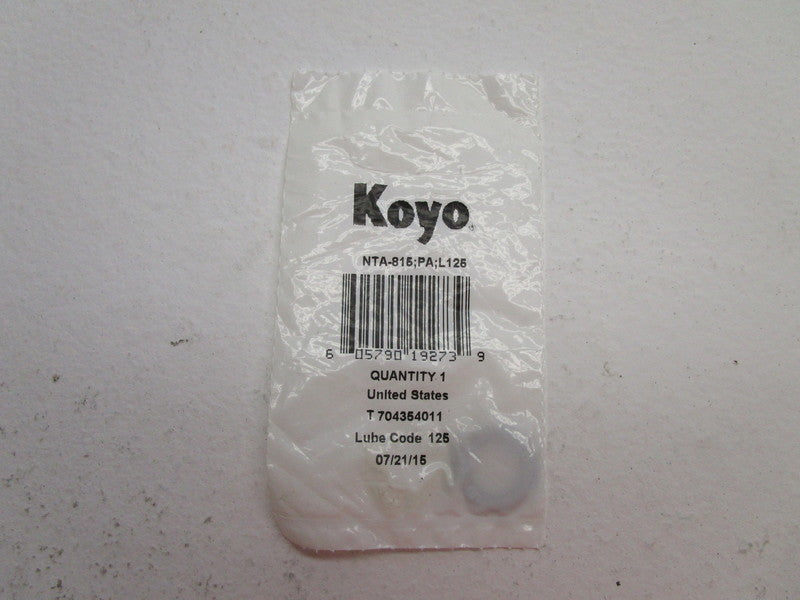 Koyo
NTA-815;PA;L125
6 05790 19273 9
QUANTITY 1
United States
T 704354011
Lube Code 125
07/21/15